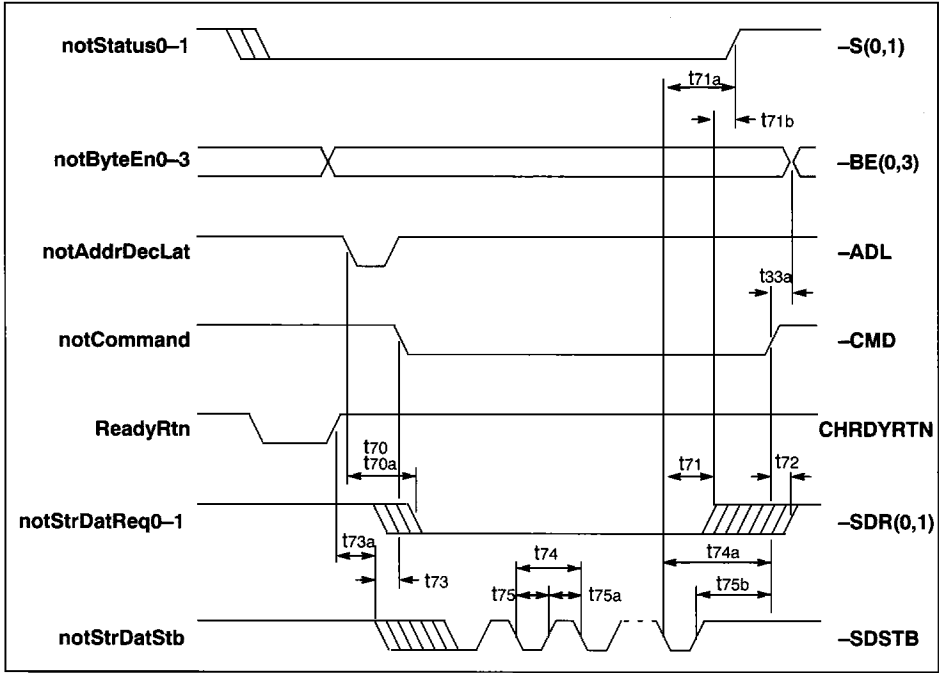 notStatus0–1
–S(0,1)
t71a
t71b
notByteEn0–3
–BE(0,3)
notAddrDecLat
–ADL
t33a
notCommand
–CMD
ReadyRtn
CHRDYRTN
t70
t70a
t71
t72
notStrDatReq0–1
–SDR(0,1)
t73a
t74
t74a
t73
t75
t75a
t75b
notStrDatStb
–SDSTB